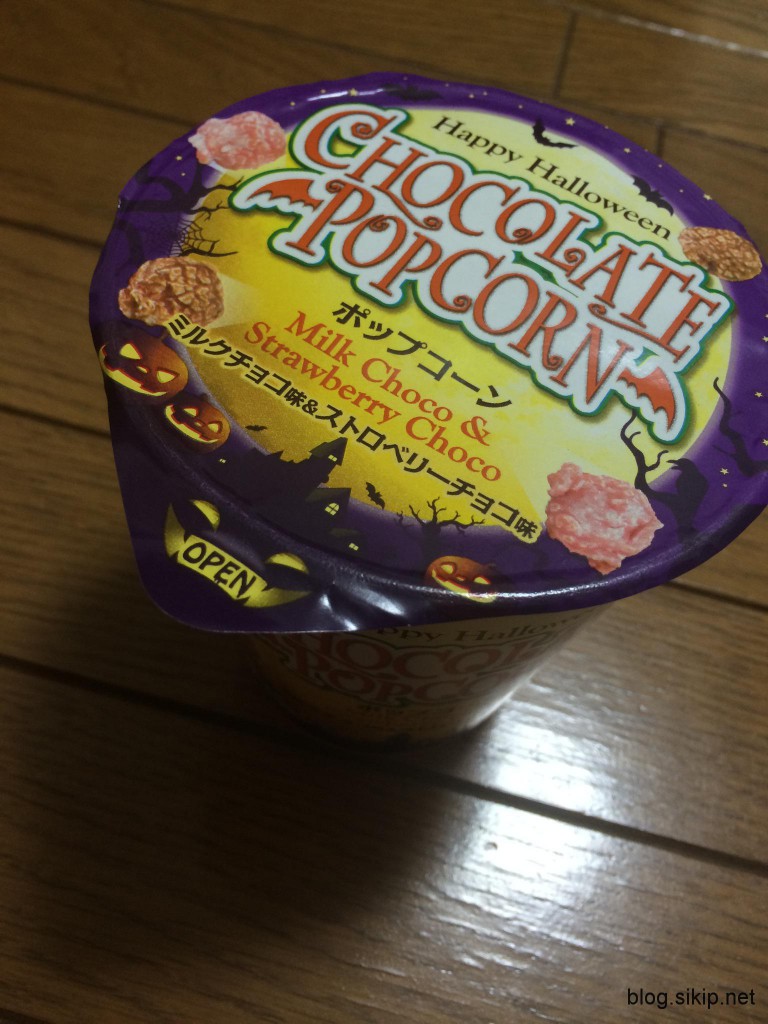 Happy Halloween
CHOCOLATE
POPCORN
ポップコーン
Milk Choco &
Strawberry Choco
ミルクチョコ味&ストロベリーチョコ味
OPEN
blog.sikip.net